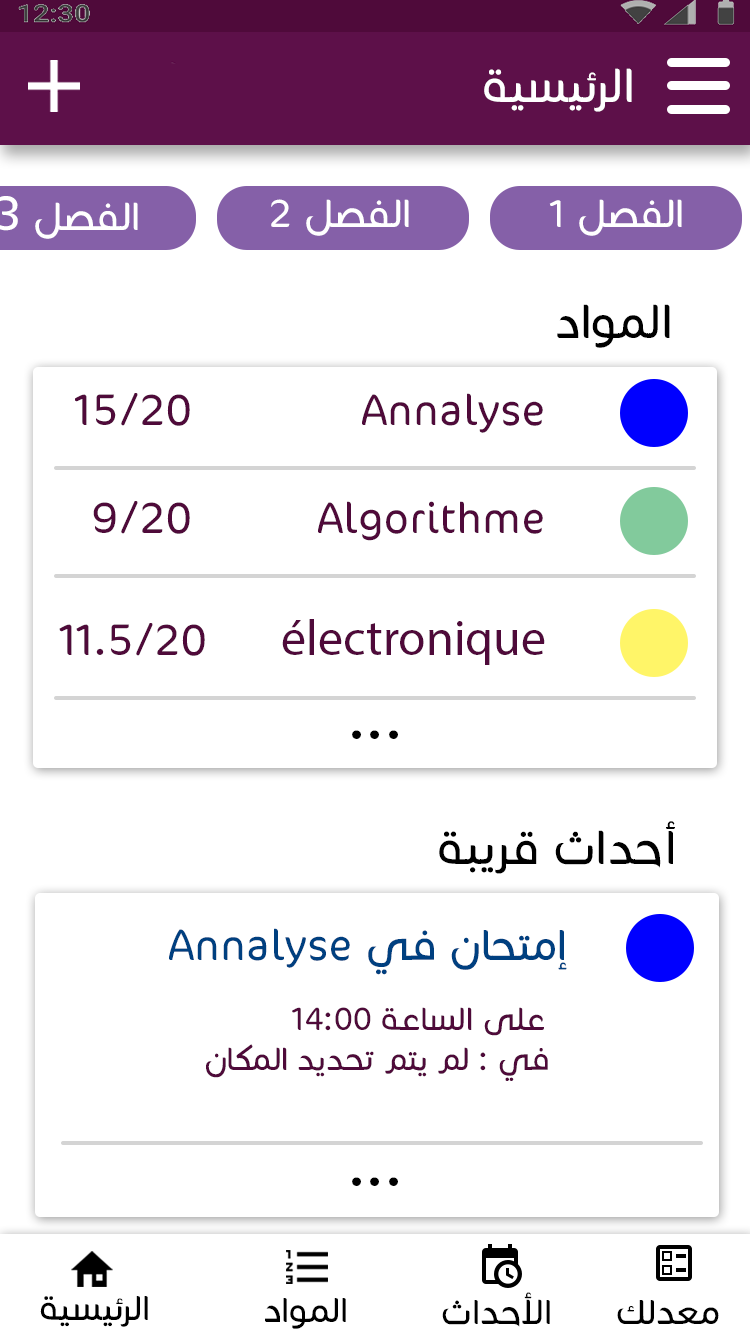 12:30
الرئيسية
الفصل 1
الفصل 2
الفصل 3
المواد
Annalyse 15/20
Algorithme 9/20
électronique 11.5/20
...
أحداث قريبة
إمتحان في Annalyse
على الساعة 14:00
في : لم يتم تحديد المكان
...
معدلك
الأحداث
المواد
الرئيسية